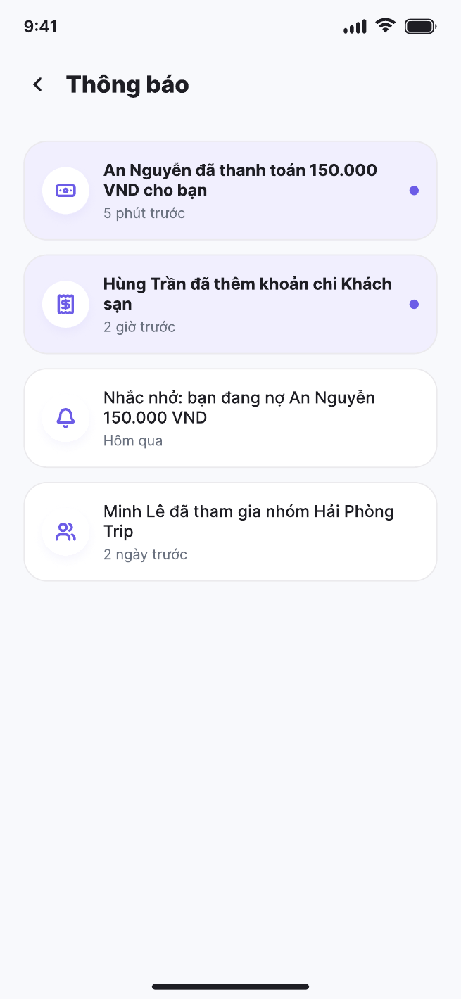 9:41
Thông báo
An Nguyễn đã thanh toán 150.000
VND cho bạn
5 phút trước
Hùng Trần đã thêm khoản chi Khách
sạn
2 giờ trước
Nhắc nhở: bạn đang nợ An Nguyễn
150.000 VND
Hôm qua
Minh Lê đã tham gia nhóm Hải Phòng
Trip
2 ngày trước